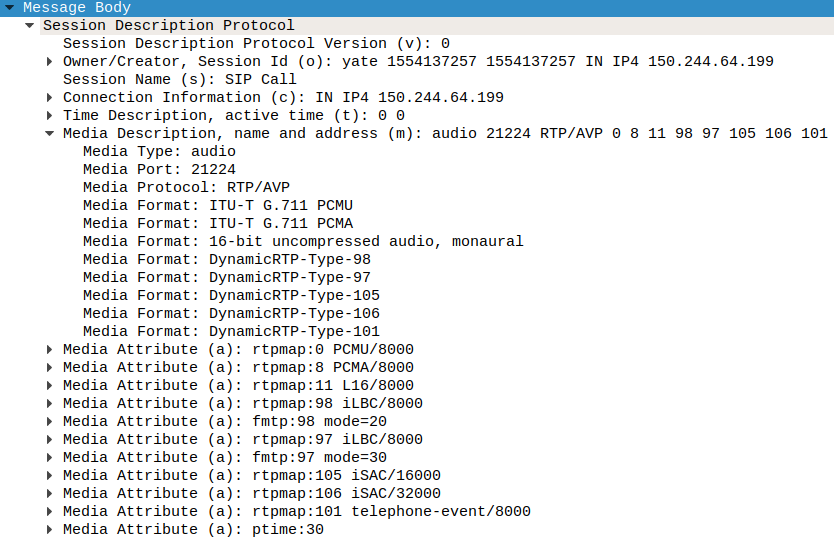 Message Body
Session Description Protocol
Session Description Protocol Version (v): 0
Owner/Creator, Session Id (o): yate 1554137257 1554137257 IN IP4 150.244.64.199
Session Name (s): SIP Call
Connection Information (c): IN IP4 150.244.64.199
Time Description, active time (t): 0 0
Media Description, name and address (m): audio 21224 RTP/AVP 0 8 11 98 97 105 106 101
Media Type: audio
Media Port: 21224
Media Protocol: RTP/AVP
Media Format: ITU-T G.711 PCMU
Media Format: ITU-T G.711 PCMA
Media Format: 16-bit uncompressed audio, monaural
Media Format: DynamicRTP-Type-98
Media Format: DynamicRTP-Type-97
Media Format: DynamicRTP-Type-105
Media Format: DynamicRTP-Type-106
Media Format: DynamicRTP-Type-101
Media Attribute (a): rtpmap:0 PCMU/8000
Media Attribute (a): rtpmap:8 PCMA/8000
Media Attribute (a): rtpmap:11 L16/8000
Media Attribute (a): rtpmap:98 iLBC/8000
Media Attribute (a): fmtp:98 mode=20
Media Attribute (a): rtpmap:97 iLBC/8000
Media Attribute (a): fmtp:97 mode=30
Media Attribute (a): rtpmap:105 iSAC/16000
Media Attribute (a): rtpmap:106 iSAC/32000
Media Attribute (a): rtpmap:101 telephone-event/8000
Media Attribute (a): ptime:30